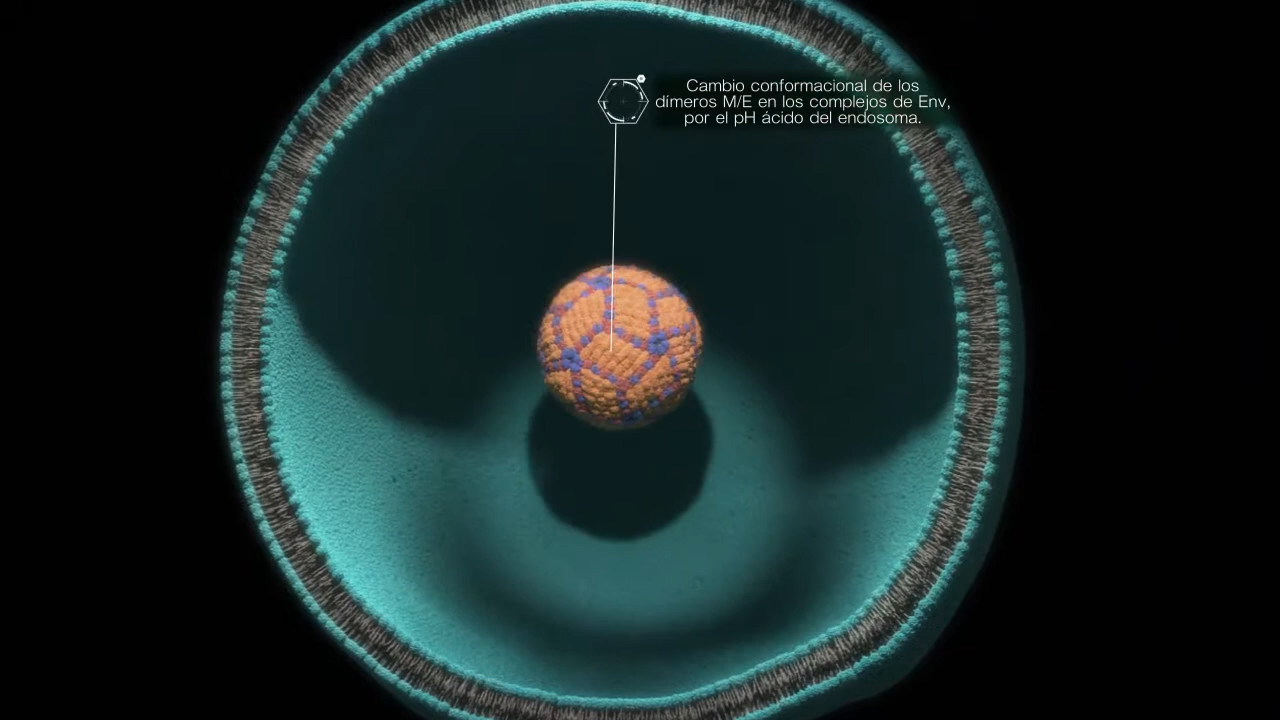 Cambio conformacional de los
dímeros M/E en los complejos de Env,
por el pH ácido del endosoma.